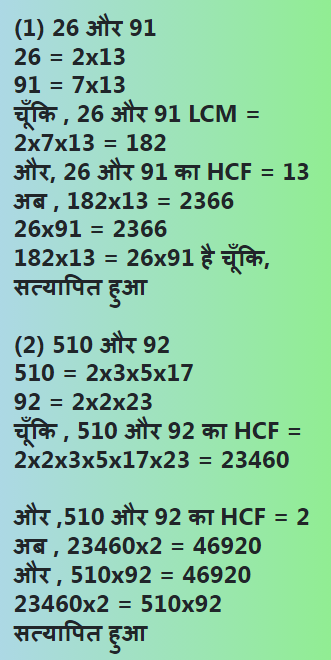 (1) 26 और 91
26 = 2x13
91 = 7x13
चूँकि , 26 और 91 LCM =
2x7x13 = 182
और, 26 और 91 का HCF = 13
अब , 182x13 = 2366
26x91 = 2366
182x13 = 26x91 है चूँकि,
सत्यापित हुआ
(2) 510 और 92
510 = 2x3x5x17
92 = 2x2x23
चूँकि , 510 और 92 का HCF =
2x2x3x5x17x23 = 23460
और ,510 और 92 का HCF = 2
अब , 23460x2 = 46920
और , 510x92 = 46920
23460x2 = 510x92
सत्यापित हुआ